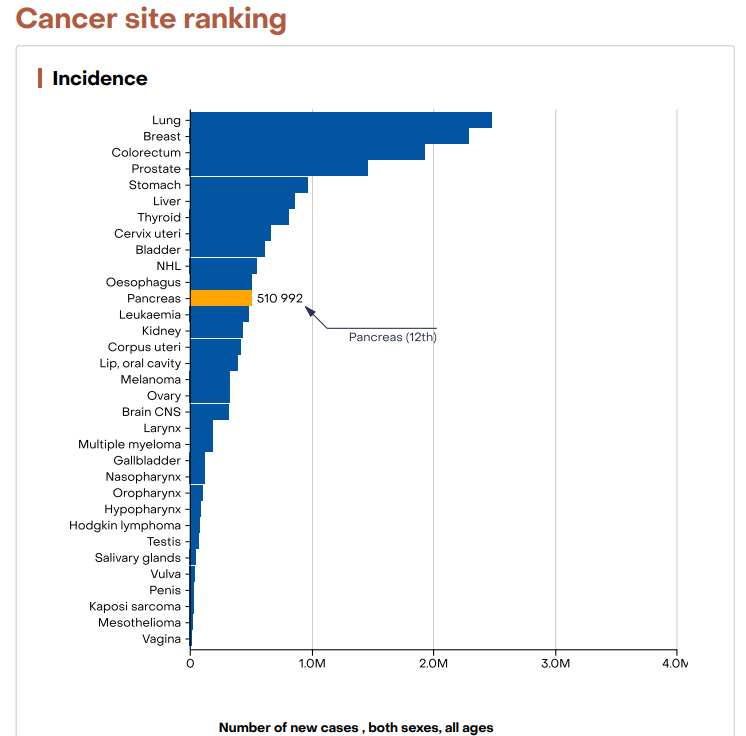 Cancer site ranking
Incidence
Lung
Breast
Colorectum
Prostate
Stomach
Liver
Thyroid
Cervix uteri
Bladder
NHL
Oesophagus
Pancreas 510 992
Leukaemia
Kidney
Pancreas (12th)
Corpus uteri
Lip, oral cavity
Melanoma
Ovary
Brain CNS
Larynx
Multiple myeloma
Gallbladder
Nasopharynx
Oropharynx
Hypopharynx
Hodgkin lymphoma
Testis
Salivary glands
Vulva
Penis
Kaposi sarcoma
Mesothelioma
Vagina
0 1.0M 2.0M 3.0M 4.0M
Number of new cases , both sexes, all ages